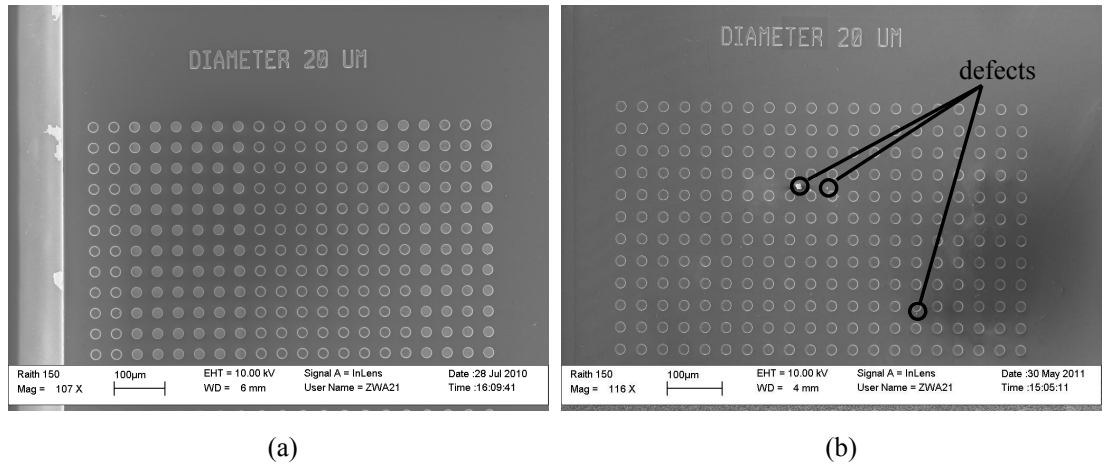 DIAMETER 20 UM
Raith 150
Mag = 107 X
100µm
EHT = 10.00 kV
WD = 6 mm
Signal A = InLens
User Name = ZWA21
Date :28 Jul 2010
Time :16:09:41
(a)
DIAMETER 20 UM
defects
Raith 150
Mag = 116 X
100µm
EHT = 10.00 kV
WD = 4 mm
Signal A = InLens
User Name = ZWA21
Date :30 May 2011
Time :15:05:11
(b)